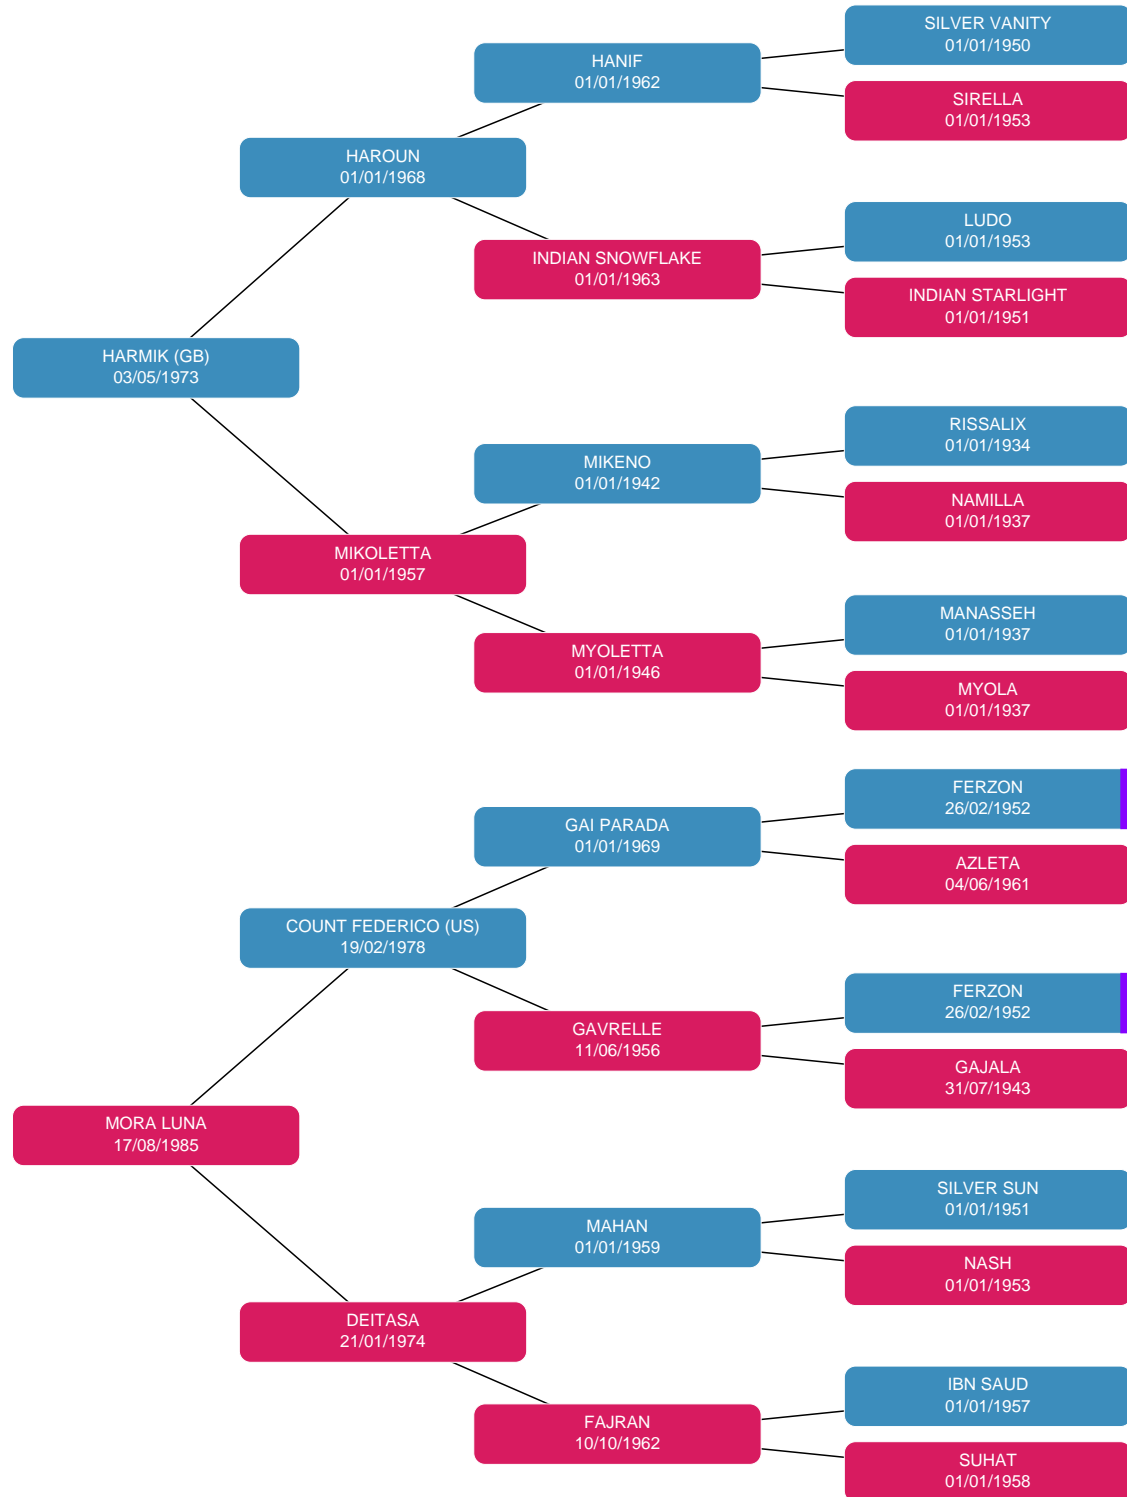 SILVER VANITY
01/01/1950
HANIF
01/01/1962
SIRELLA
01/01/1953
HAROUN
01/01/1968
LUDO
01/01/1953
INDIAN SNOWFLAKE
01/01/1963
INDIAN STARLIGHT
01/01/1951
HARMIK (GB)
03/05/1973
RISSALIX
01/01/1934
MIKENO
01/01/1942
NAMILLA
01/01/1937
MIKOLETTA
01/01/1957
MANASSEH
01/01/1937
MYOLETTA
01/01/1946
MYOLA
01/01/1937
FERZON
26/02/1952
GAI PARADA
01/01/1969
AZLETA
04/06/1961
COUNT FEDERICO (US)
19/02/1978
FERZON
26/02/1952
GAVRELLE
11/06/1956
GAJALA
31/07/1943
MORA LUNA
17/08/1985
SILVER SUN
01/01/1951
MAHAN
01/01/1959
NASH
01/01/1953
DEITASA
21/01/1974
IBN SAUD
01/01/1957
FAJRAN
10/10/1962
SUHAT
01/01/1958